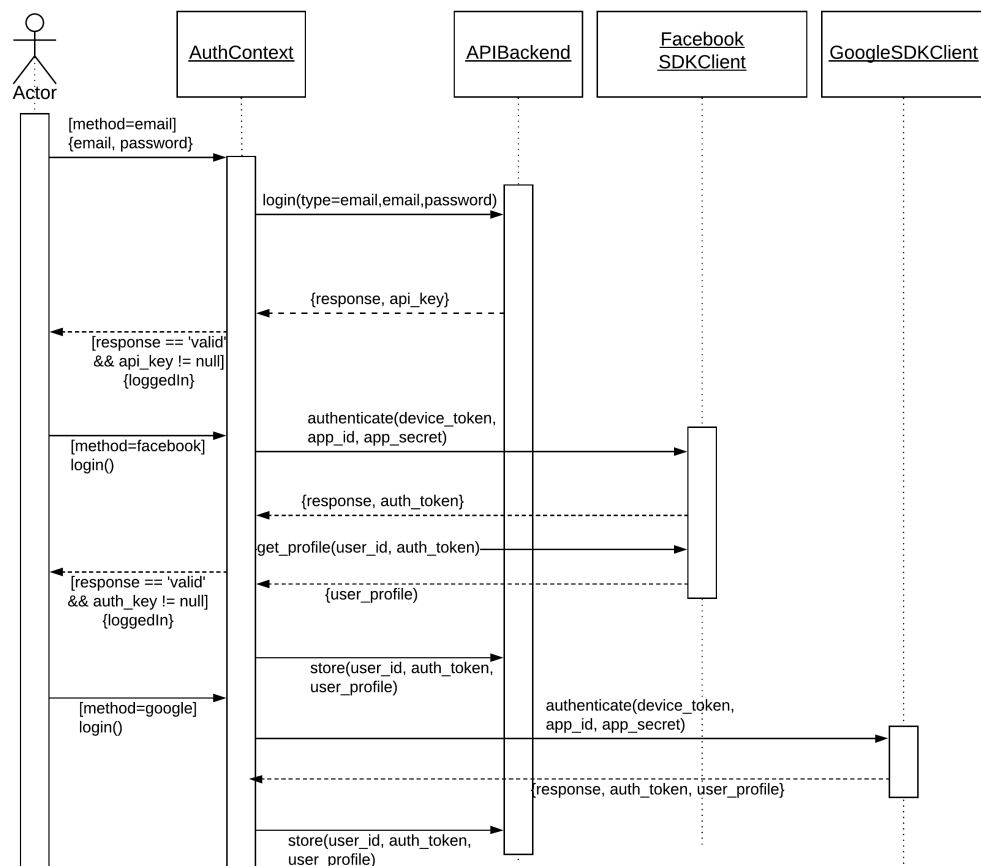 Actor
AuthContext
APIBackend
Facebook
SDKClient
GoogleSDKClient
[method=email]
{email, password}
login(type=email,email,password)
{response, api_key}
[response == 'valid'
&& api_key != null]
{loggedIn}
authenticate(device_token,
app_id, app_secret)
[method=facebook]
login()
{response, auth_token}
get_profile(user_id, auth_token)
[response == 'valid'
&& auth_key != null]
{loggedIn}
{user_profile)
store(user_id, auth_token,
user_profile)
[method=google]
login()
authenticate(device_token,
app_id, app_secret)
{response, auth_token, user_profile}
store(user_id, auth_token,
user_profile)